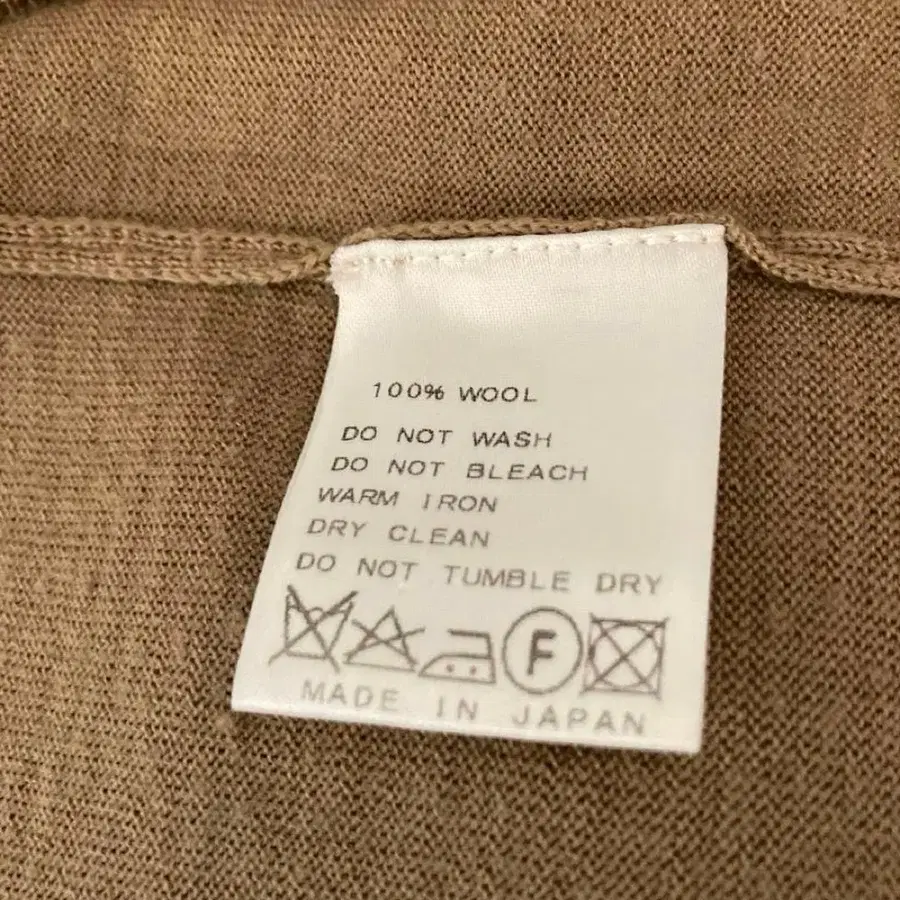 100% WOOL
DO NOT WASH
DO NOT BLEACH
WARM IRON
DRY CLEAN
DO NOT TUMBLE DRY
F
MADE IN JAPAN